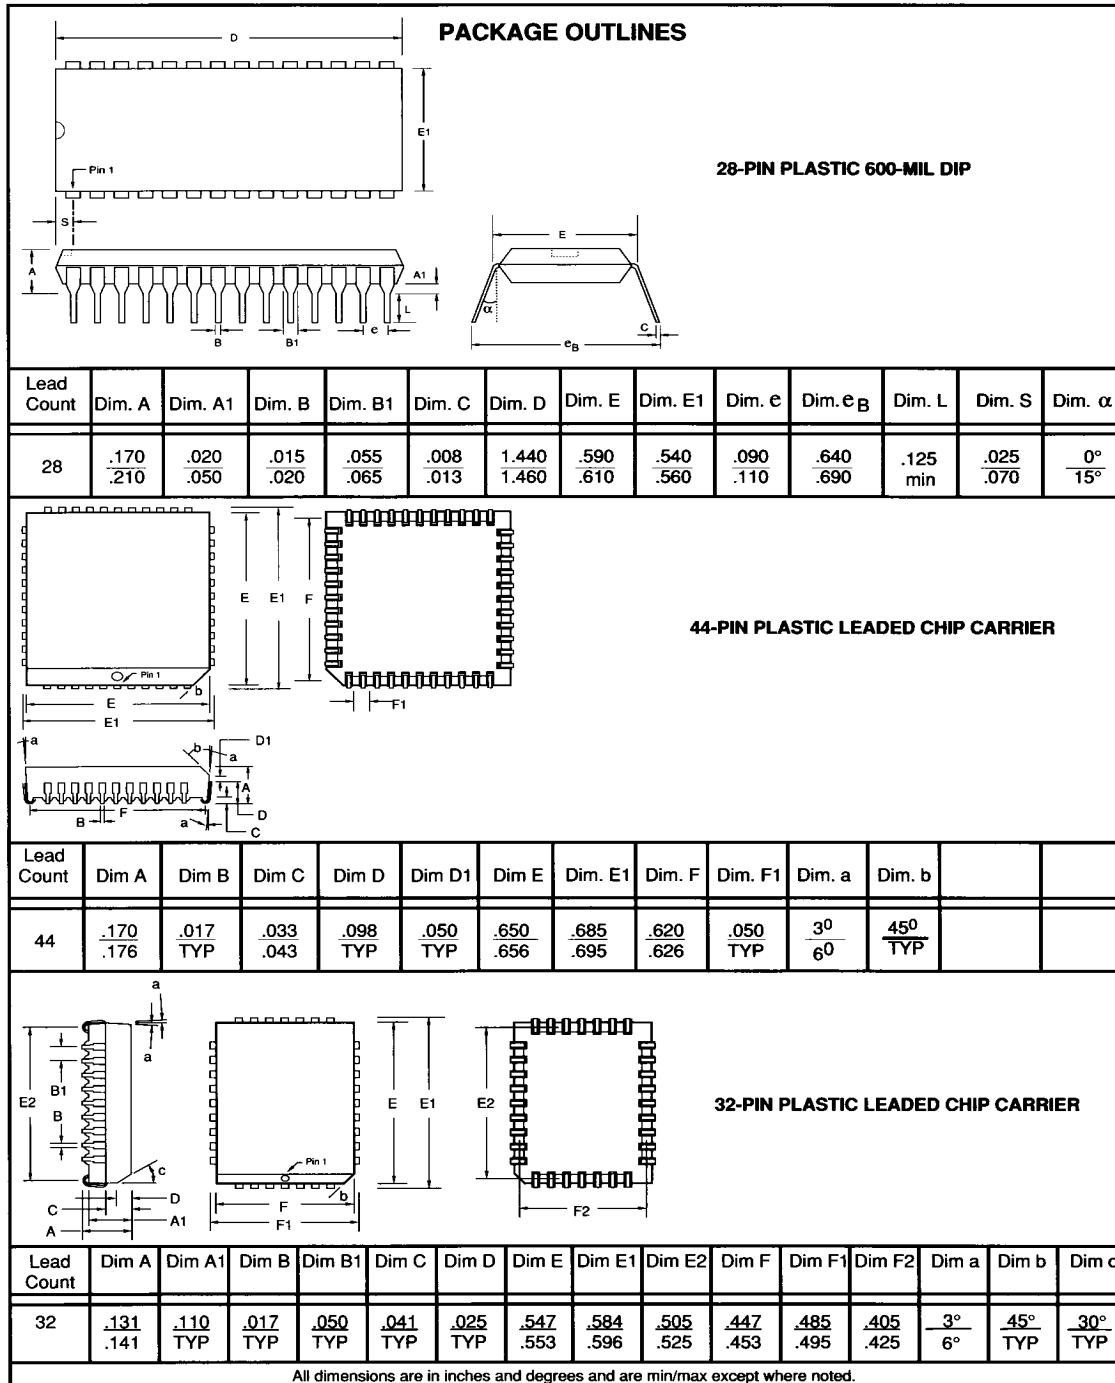 PACKAGE OUTLINES
D
E1
Pin 1
28-PIN PLASTIC 600-MIL DIP
S
E
A
A1
α
L
C
B
B1
e
eB
Lead Count Dim. A Dim. A1 Dim. B Dim. B1 Dim. C Dim. D Dim. E Dim. E1 Dim. e Dim. eB Dim. L Dim. S Dim. α
28 .170 .020 .015 .055 .008 1.440 .590 .540 .090 .640 .125 .025 0°
.210 .050 .020 .065 .013 1.460 .610 .560 .110 .690 min .070 15°
E E1 F
44-PIN PLASTIC LEADED CHIP CARRIER
Pin 1
b
E
F1
E1
a
D1
b
a
A
F
D
B
a
C
Lead Count Dim A Dim B Dim C Dim D Dim D1 Dim E Dim. E1 Dim. F Dim. F1 Dim. a Dim. b
44 .170 .017 .033 .098 .050 .650 .685 .620 .050 3⁰ 45⁰
.176 TYP .043 TYP TYP .656 .695 .626 TYP 6⁰ TYP
a
a
B1
E2
B
E E1
E2
32-PIN PLASTIC LEADED CHIP CARRIER
Pin 1
c
b
D
C
F
F2
A1
F1
A
Lead Count Dim A Dim A1 Dim B Dim B1 Dim C Dim D Dim E Dim E1 Dim E2 Dim F Dim F1 Dim F2 Dim a Dim b Dim c
32 .131 .110 .017 .050 .041 .025 .547 .584 .505 .447 .485 .405 3° 45° 30°
.141 TYP TYP TYP TYP TYP .553 .596 .525 .453 .495 .425 6° TYP TYP
All dimensions are in inches and degrees and are min/max except where noted.